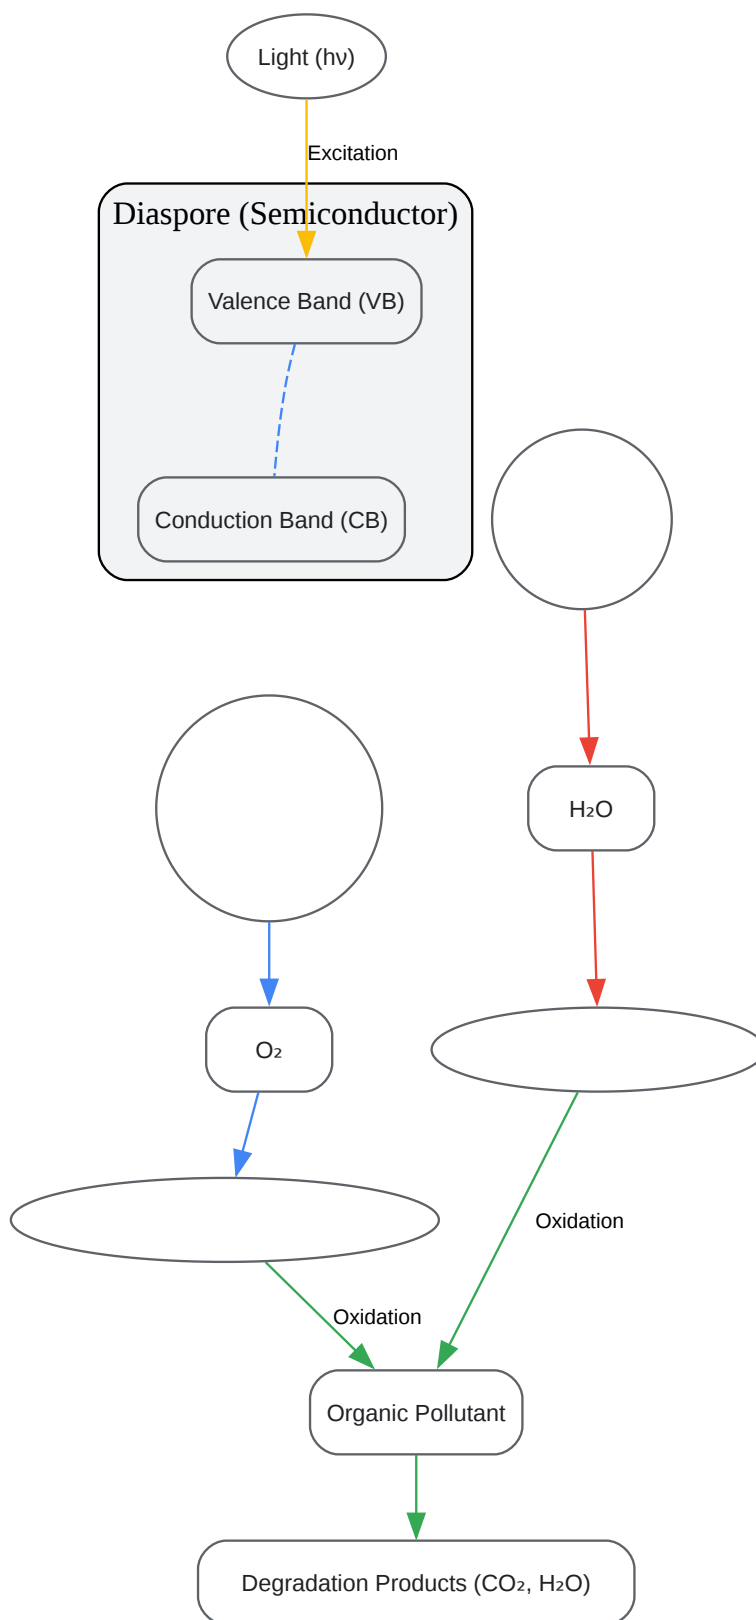 Light (hν)
Excitation
Diaspore (Semiconductor)
Valence Band (VB)
Conduction Band (CB)
H₂O
O₂
Oxidation
Oxidation
Organic Pollutant
Degradation Products (CO₂, H₂O)